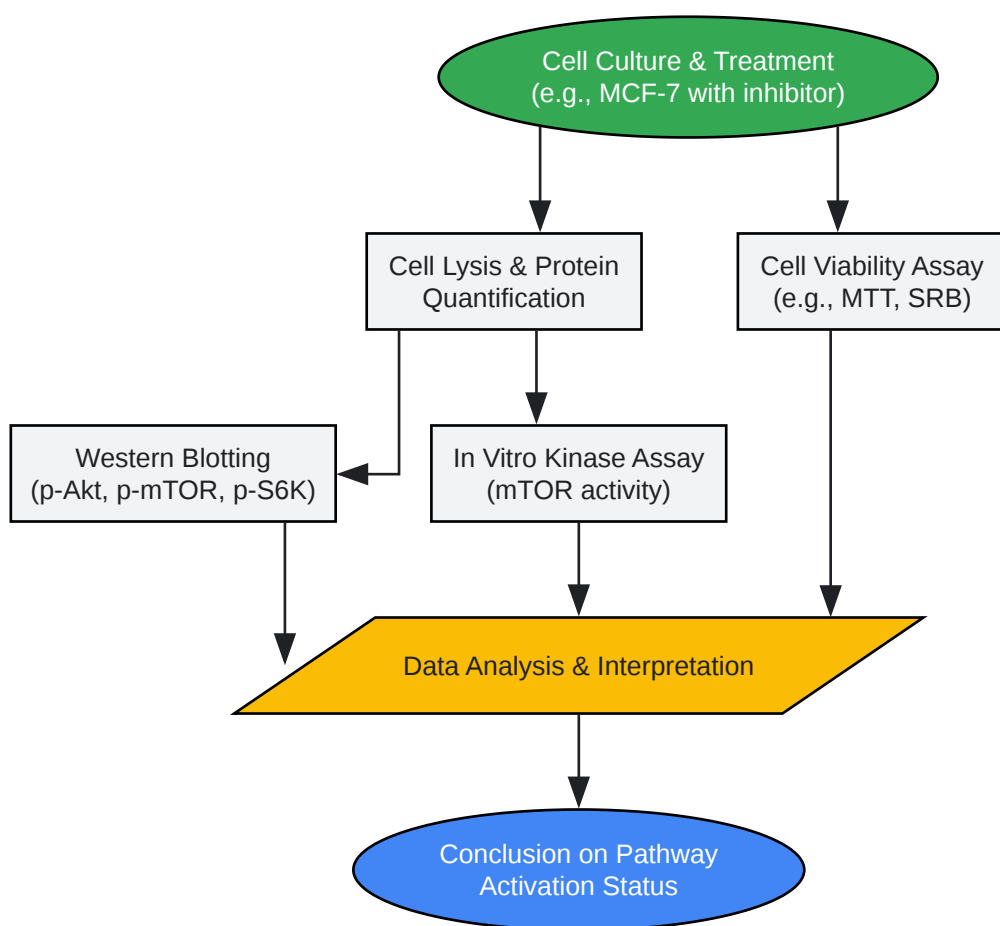 Cell Culture & Treatment
(e.g., MCF-7 with inhibitor)
Cell Lysis & Protein
Quantification
Cell Viability Assay
(e.g., MTT, SRB)
Western Blotting
(p-Akt, p-mTOR, p-S6K)
In Vitro Kinase Assay
(mTOR activity)
Data Analysis & Interpretation
Conclusion on Pathway
Activation Status